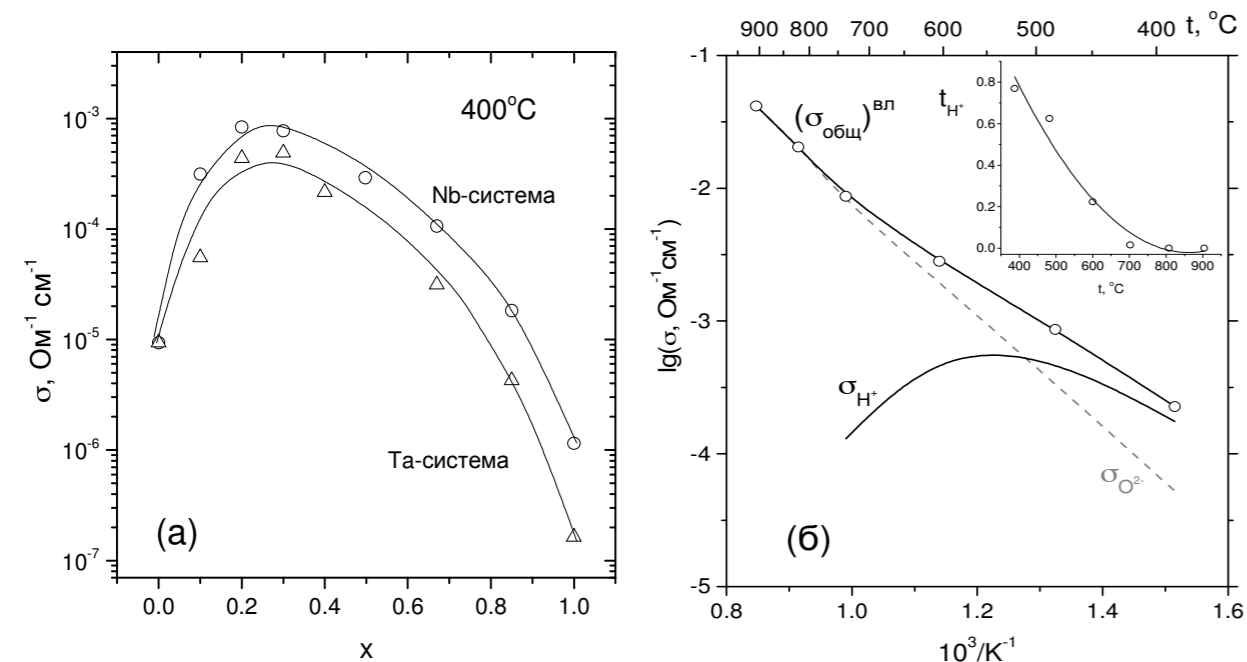 400°C
10⁻³
10⁻⁴
10⁻⁵
10⁻⁶
10⁻⁷
σ, Ом⁻¹ см⁻¹
Nb-система
Ta-система
(а)
0.0 0.2 0.4 0.6 0.8 1.0
x
900 800 700 600 500 400 t, °C
-1
-2
-3
-4
-5
lg(σ, Ом⁻¹ см⁻¹)
(σобщ)ᵛˡ
tH⁺
0.8
0.6
0.4
0.2
0.0
400 500 600 700 800 900
t, °C
σH⁺
σO²⁻
(б)
0.8 1.0 1.2 1.4 1.6
10³/K⁻¹